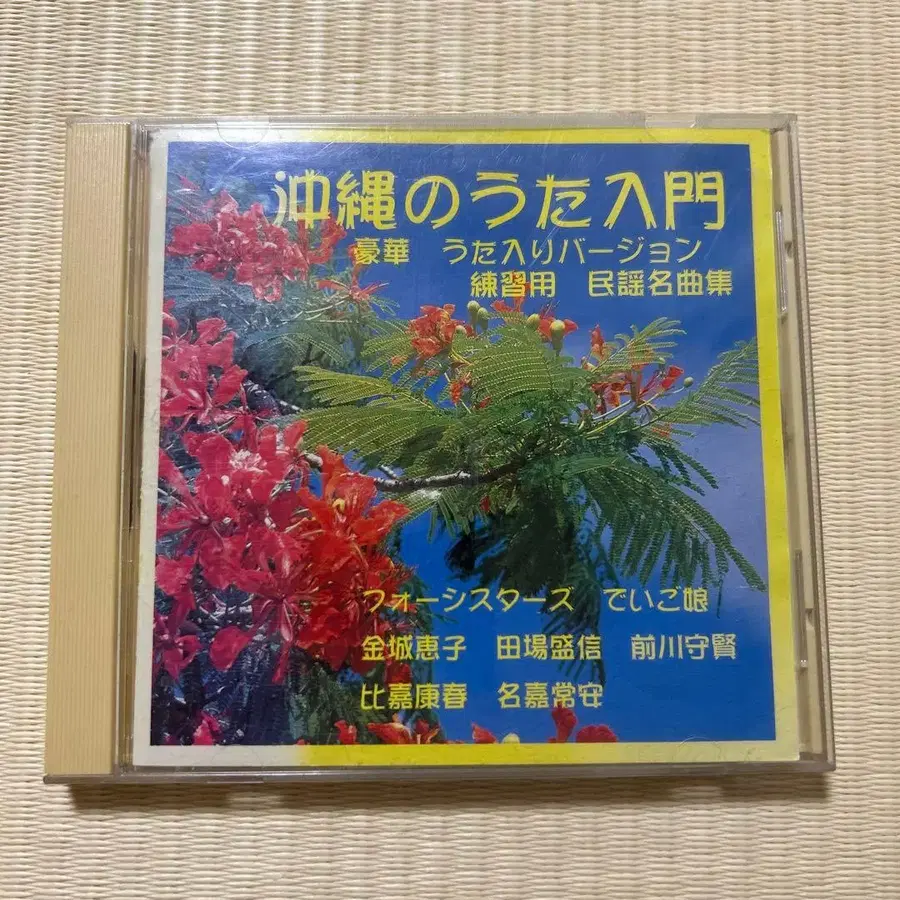 沖縄のうた入門
豪華 うた入りバージョン
練習用 民謡名曲集
フォーシスターズ でいご娘
金城恵子 田場盛信 前川守賢
比嘉康春 名嘉常安